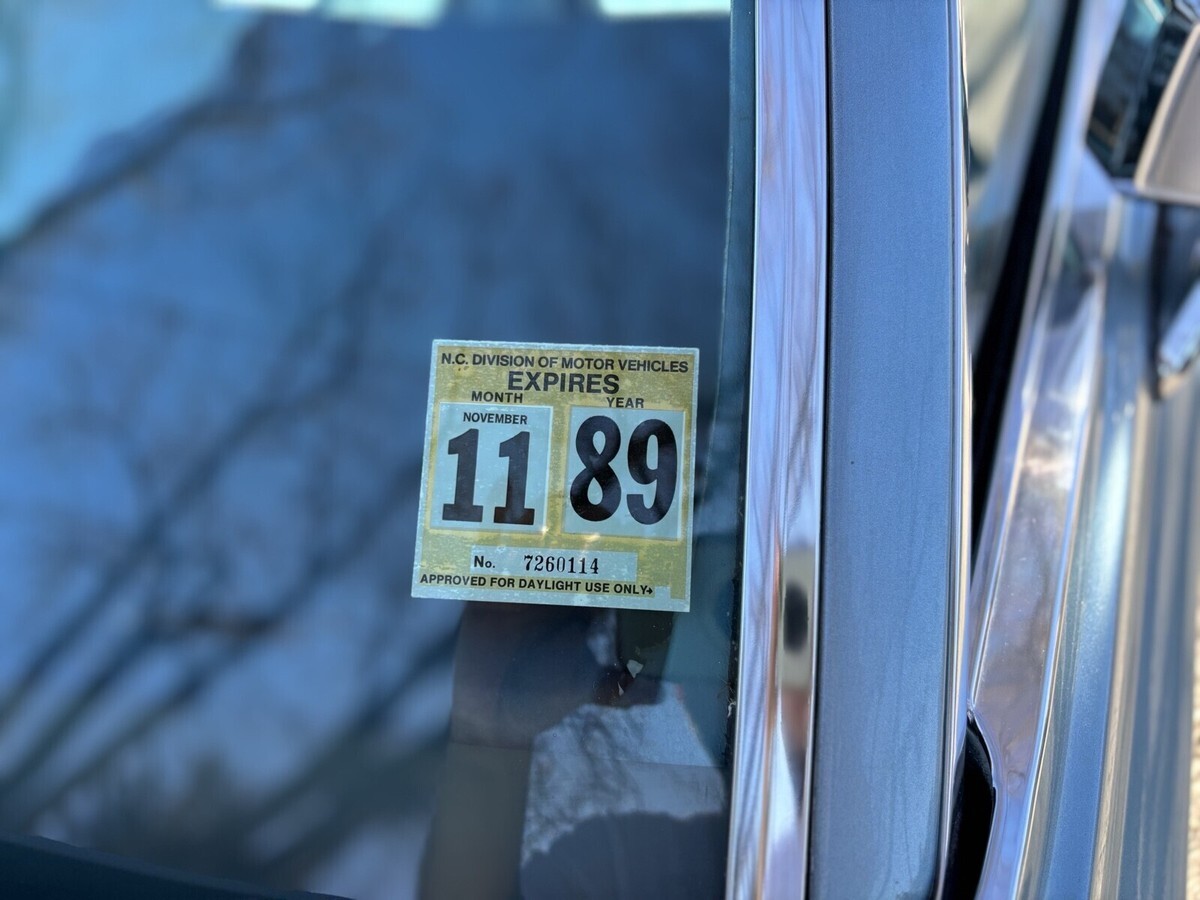 N.C. DIVISION OF MOTOR VEHICLES
EXPIRES
MONTH YEAR
NOVEMBER
11 89
No. 7260114
APPROVED FOR DAYLIGHT USE ONLY→